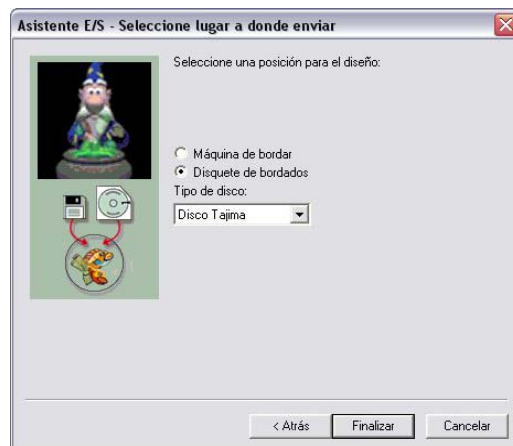 Asistente E/S - Seleccione lugar a donde enviar
Seleccione una posición para el diseño:
Máquina de bordar
Disquete de bordados
Tipo de disco:
Disco Tajima
< Atrás
Finalizar
Cancelar